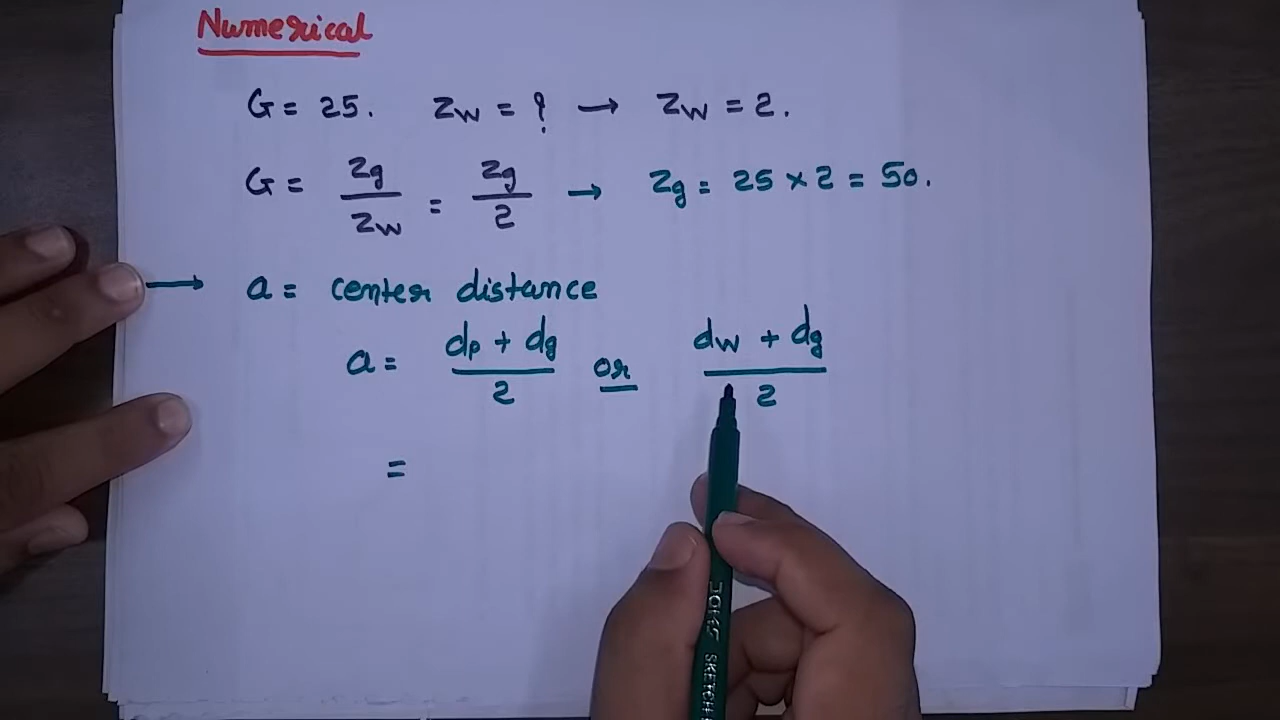 Numerical
G = 25. Zw = ? → Zw = 2.
G = Zg/Zw = Zg/2 → Zg = 25 × 2 = 50.
→ a = center distance
a = dp + dg/2 or dw + dg/2
=
SKETCH